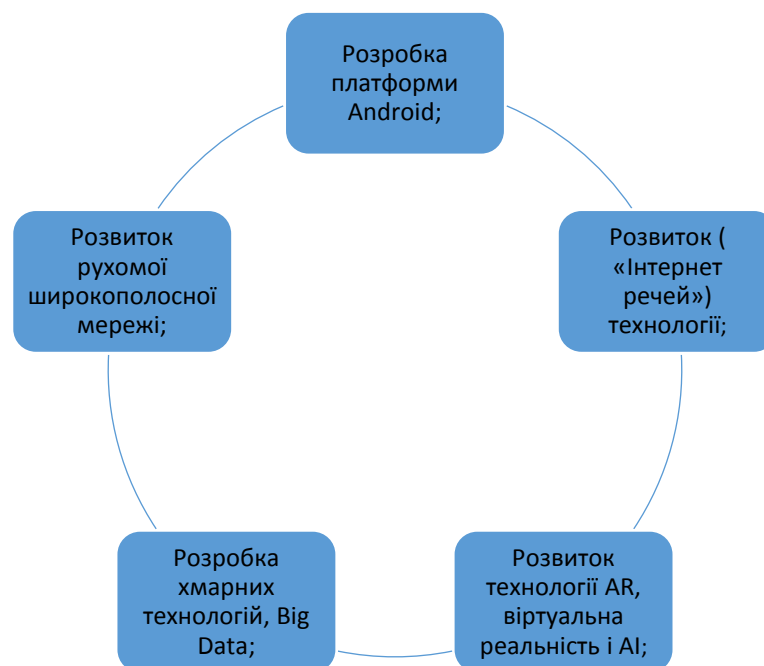 Розробка
платформи
Android;
Розвиток (
«Інтернет
речей»)
технології;
Розвиток
технології AR,
віртуальна
реальність і AI;
Розробка
хмарних
технологій, Big
Data;
Розвиток
рухомої
широкополосної
мережі;